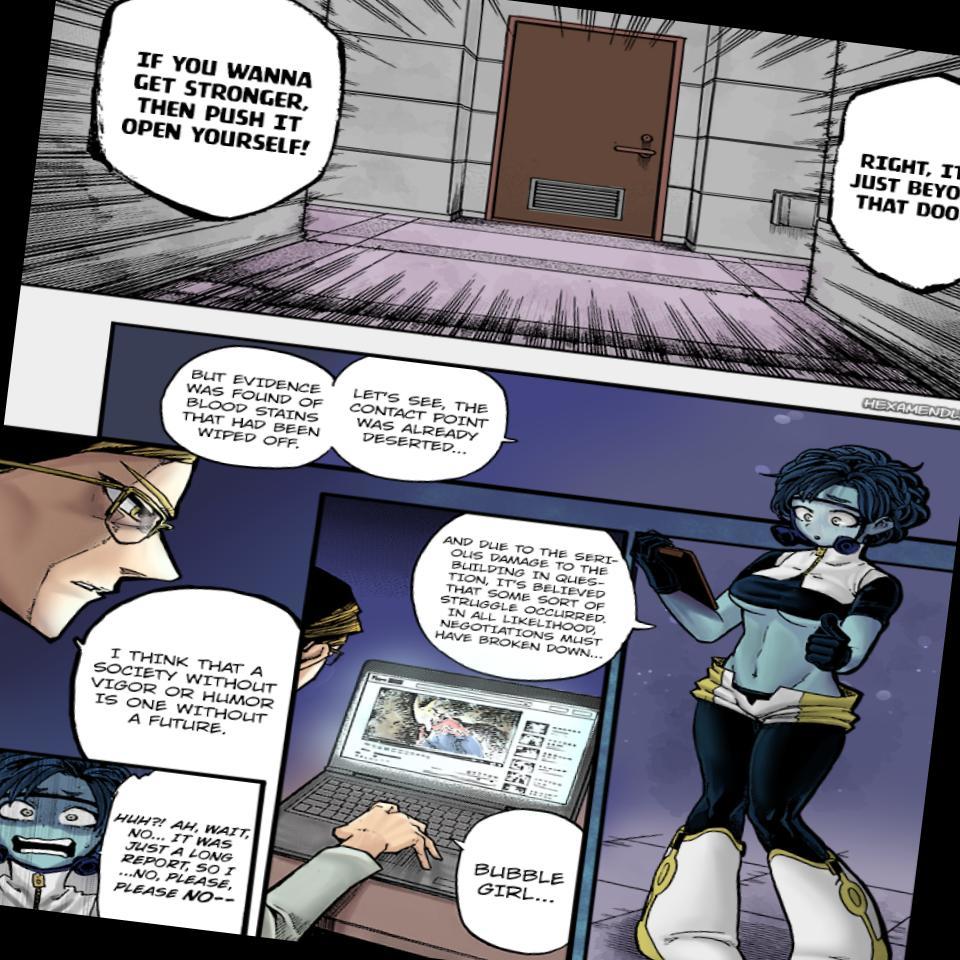 RIGHT, IT
JUST
THAT
IF YOU WANNA
GET STRONGER,
THEN PUSH IT
OPEN YOURSELF!
LET'S SEE, THE
CONTACT POINT
WAS ALREADY
DESERTED...
BUT EVIDENCE
WAS FOUND OF
BLOOD STAINS
THAT HAD BEEN
WIPED OFF.
AND DUE TO THE SERI-
OUS DAMAGE TO THE
BUILDING IN QUES-
TION, IT'S BELIEVED
THAT SOME SORT OF
STRUGGLE OCCURRED.
IN ALL LIKELIHOOD,
NEGOTIATIONS MUST
HAVE BROKEN DOWN...
BUBBLE
GIRL...
I THINK THAT A
SOCIETY WITHOUT
VIGOR OR HUMOR
IS ONE WITHOUT
A FUTURE.
HUH?! AH, WAIT,
NO... IT WAS
JUST A LONG
REPORT, SO I
...NO, PLEASE,
PLEASE NO--